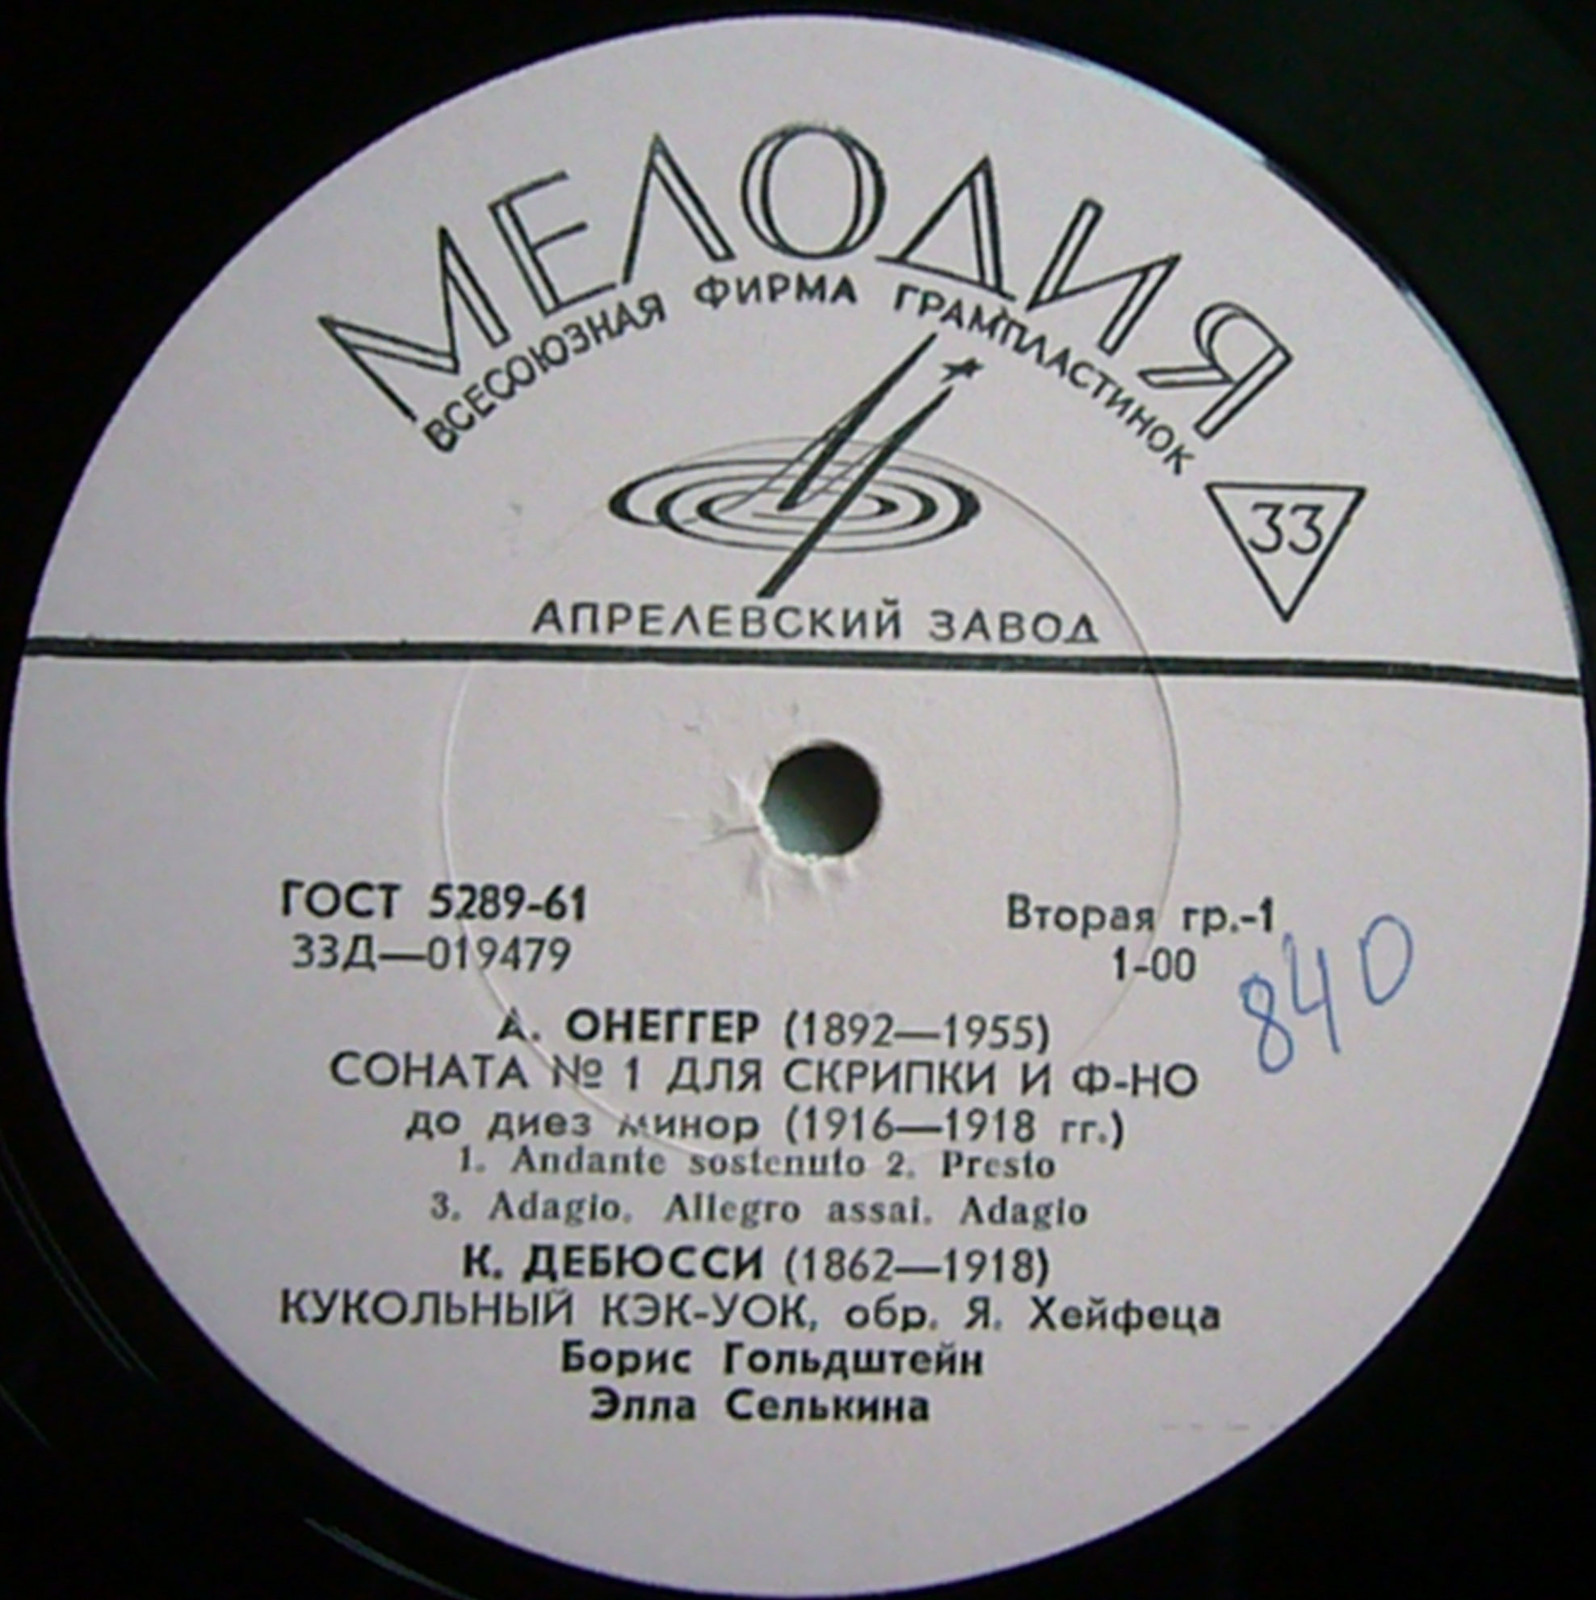 МЕЛОДИЯ
ВСЕСОЮЗНАЯ ФИРМА ГРАМПЛАСТИНОК
33
АПРЕЛЕВСКИЙ ЗАВОД
ГОСТ 5289-61
Вторая гр.-1
33Д—019479
1-00
840
А. ОНЕГГЕР (1892—1955)
СОНАТА № 1 ДЛЯ СКРИПКИ И Ф-НО
до диез минор (1916—1918 гг.)
1. Andante sostenuto 2. Presto
3. Adagio. Allegro assai. Adagio
К. ДЕБЮССИ (1862—1918)
КУКОЛЬНЫЙ КЭК-УОК, обр. Я. Хейфеца
Борис Гольдштейн
Элла Селькина